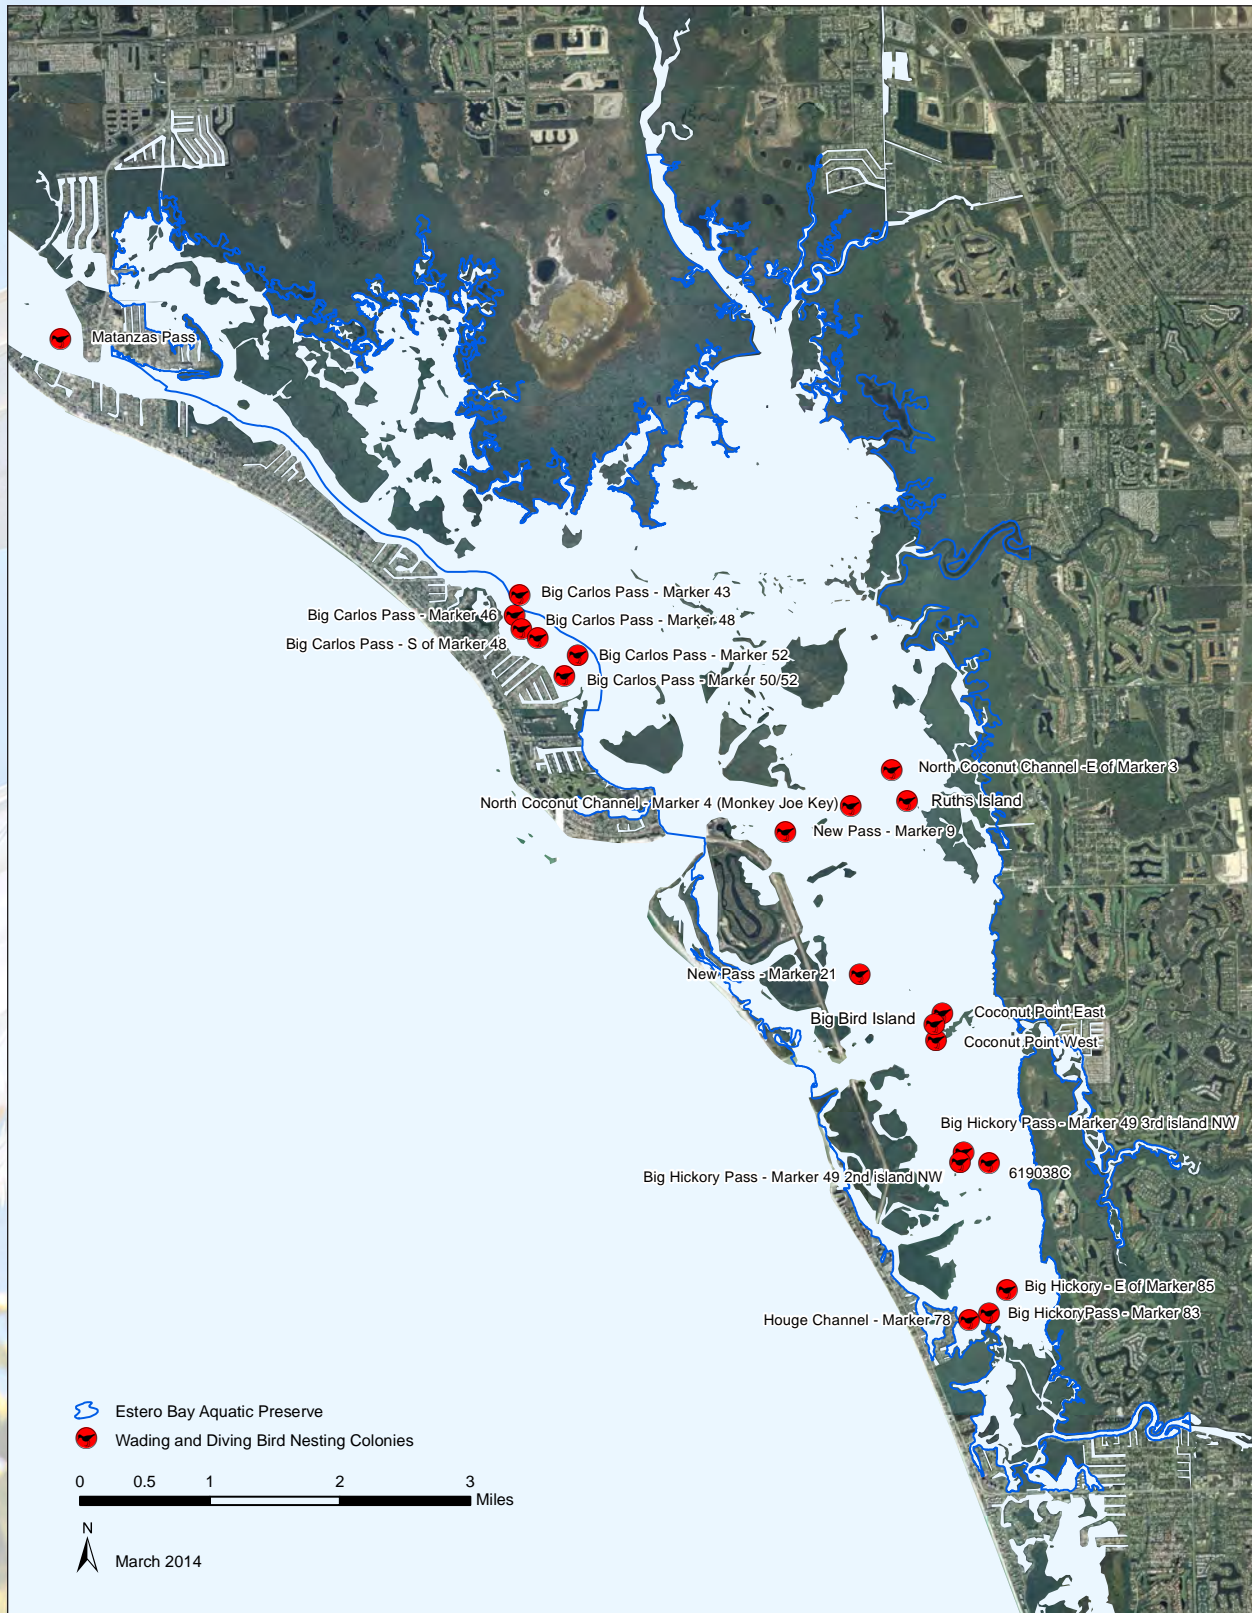 Matanzas Pass
Big Carlos Pass - Marker 43
Big Carlos Pass - Marker 46
Big Carlos Pass - Marker 48
Big Carlos Pass - S of Marker 48
Big Carlos Pass - Marker 52
Big Carlos Pass - Marker 50/52
North Coconut Channel -E of Marker 3
North Coconut Channel - Marker 4 (Monkey Joe Key)
Ruths Island
New Pass - Marker 9
New Pass - Marker 21
Coconut Point East
Big Bird Island
Coconut Point West
Big Hickory Pass - Marker 49 3rd island NW
Big Hickory Pass - Marker 49 2nd island NW
619038C
Big Hickory - E of Marker 85
Big HickoryPass - Marker 83
Houge Channel - Marker 78
Estero Bay Aquatic Preserve
Wading and Diving Bird Nesting Colonies
0 0.5 1 2 3
Miles
N
March 2014